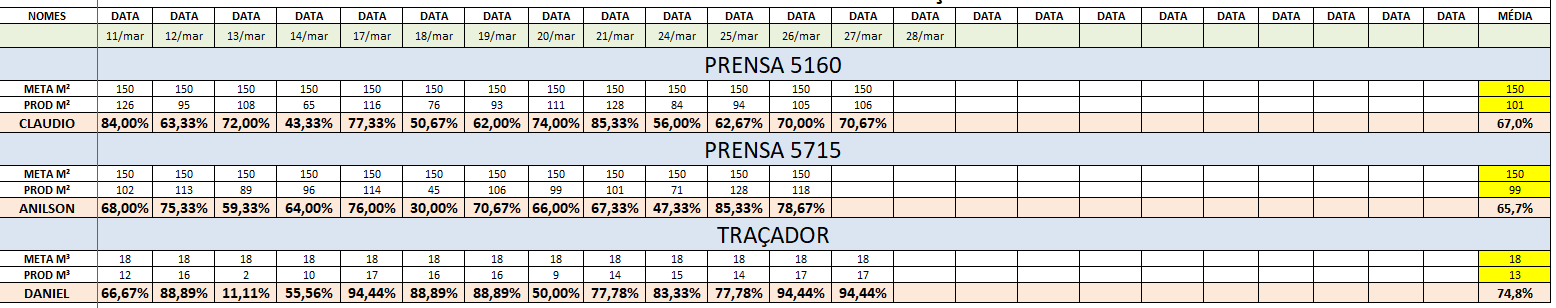 NOMES DATA DATA DATA DATA DATA DATA DATA DATA DATA DATA DATA DATA DATA DATA DATA DATA DATA DATA DATA DATA DATA DATA MÉDIA
11/mar 12/mar 13/mar 14/mar 17/mar 18/mar 19/mar 20/mar 21/mar 24/mar 25/mar 26/mar 27/mar 28/mar
PRENSA 5160
META M² 150 150 150 150 150 150 150 150 150 150 150 150 150 150
PROD M² 126 95 108 65 116 76 93 111 128 84 94 105 106 101
CLAUDIO 84,00% 63,33% 72,00% 43,33% 77,33% 50,67% 62,00% 74,00% 85,33% 56,00% 62,67% 70,00% 70,67% 67,0%
PRENSA 5715
META M² 150 150 150 150 150 150 150 150 150 150 150 150 150
PROD M² 102 113 89 96 114 45 106 99 101 71 128 118 99
ANILSON 68,00% 75,33% 59,33% 64,00% 76,00% 30,00% 70,67% 66,00% 67,33% 47,33% 85,33% 78,67% 65,7%
TRAÇADOR
META M³ 18 18 18 18 18 18 18 18 18 18 18 18 18 18
PROD M³ 12 16 2 10 17 16 16 9 14 15 14 17 17 13
DANIEL 66,67% 88,89% 11,11% 55,56% 94,44% 88,89% 88,89% 50,00% 77,78% 83,33% 77,78% 94,44% 94,44% 74,8%